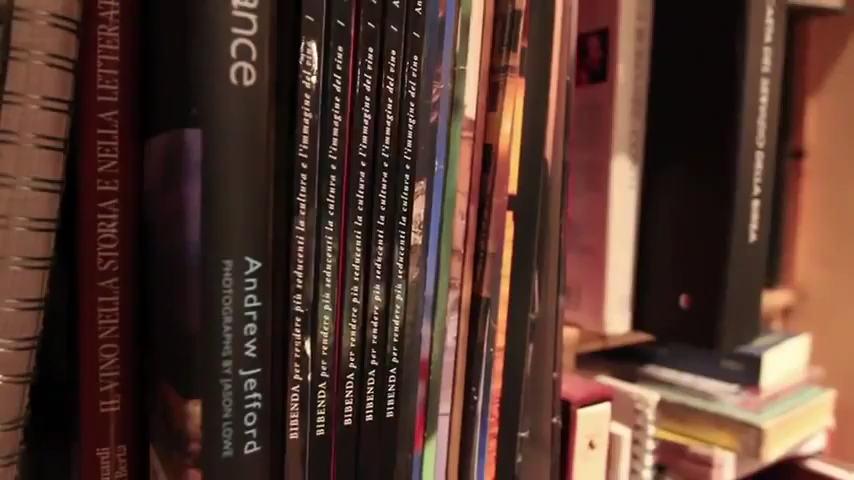 IL VINO NELLA STORIA E NELLA LETTERAT
nardi
Berta
ance
Andrew Jefford
PHOTOGRAPHS BY JASON LOWE
BIBENDA per rendere più seducenti la cultura e l'immagine del vino /
BIBENDA per rendere più seducenti la cultura e l'immagine del vino /
BIBENDA per rendere più seducenti la cultura e l'immagine del vino /
BIBENDA per rendere più seducenti la cultura e l'immagine del vino /
BIBENDA per rendere più seducenti la cultura e l'immagine del vino /